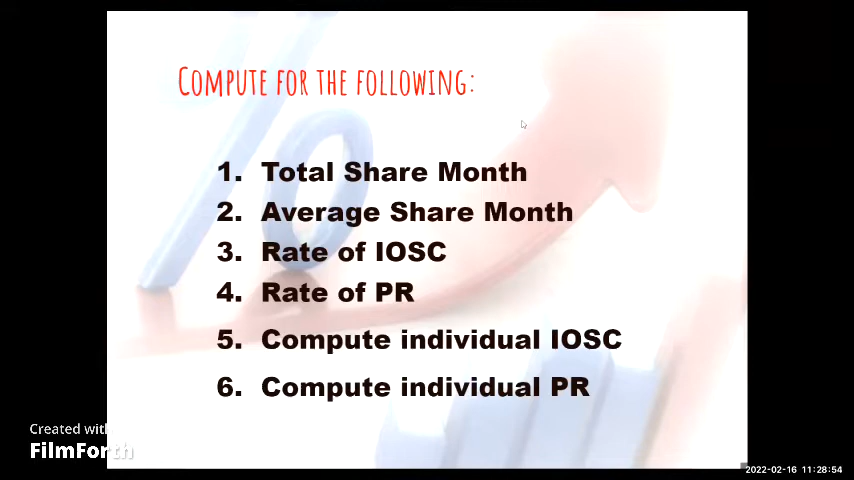 Compute for the following:
1. Total Share Month
2. Average Share Month
3. Rate of IOSC
4. Rate of PR
5. Compute individual IOSC
6. Compute individual PR
Created with
FilmForth
2022-02-16 11:28:54